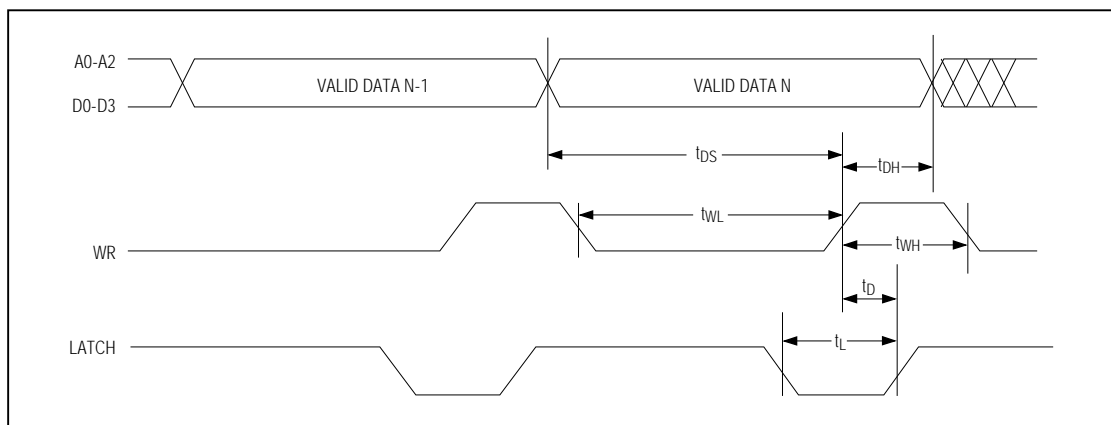 A0-A2
VALID DATA N-1
VALID DATA N
D0-D3
tDS
tDH
tWL
WR
tWH
tD
LATCH
tL